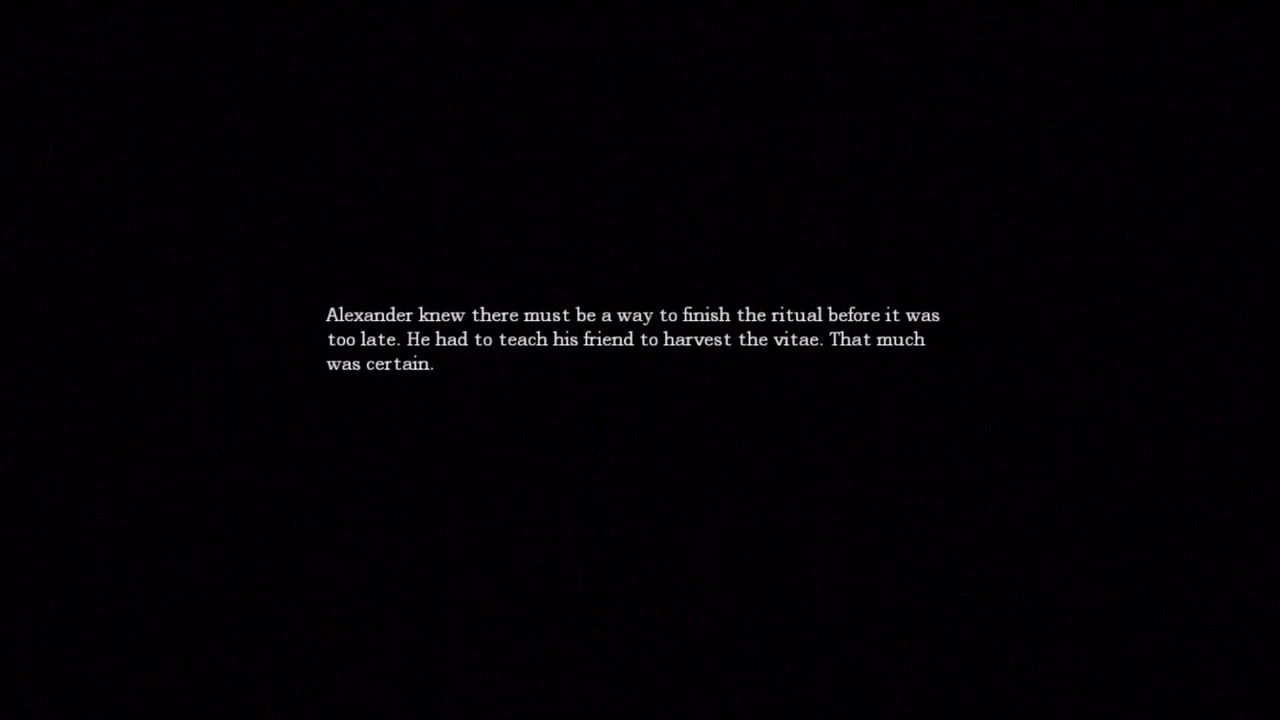 Alexander knew there must be a way to finish the ritual before it was
too late. He had to teach his friend to harvest the vitae. That much
was certain.